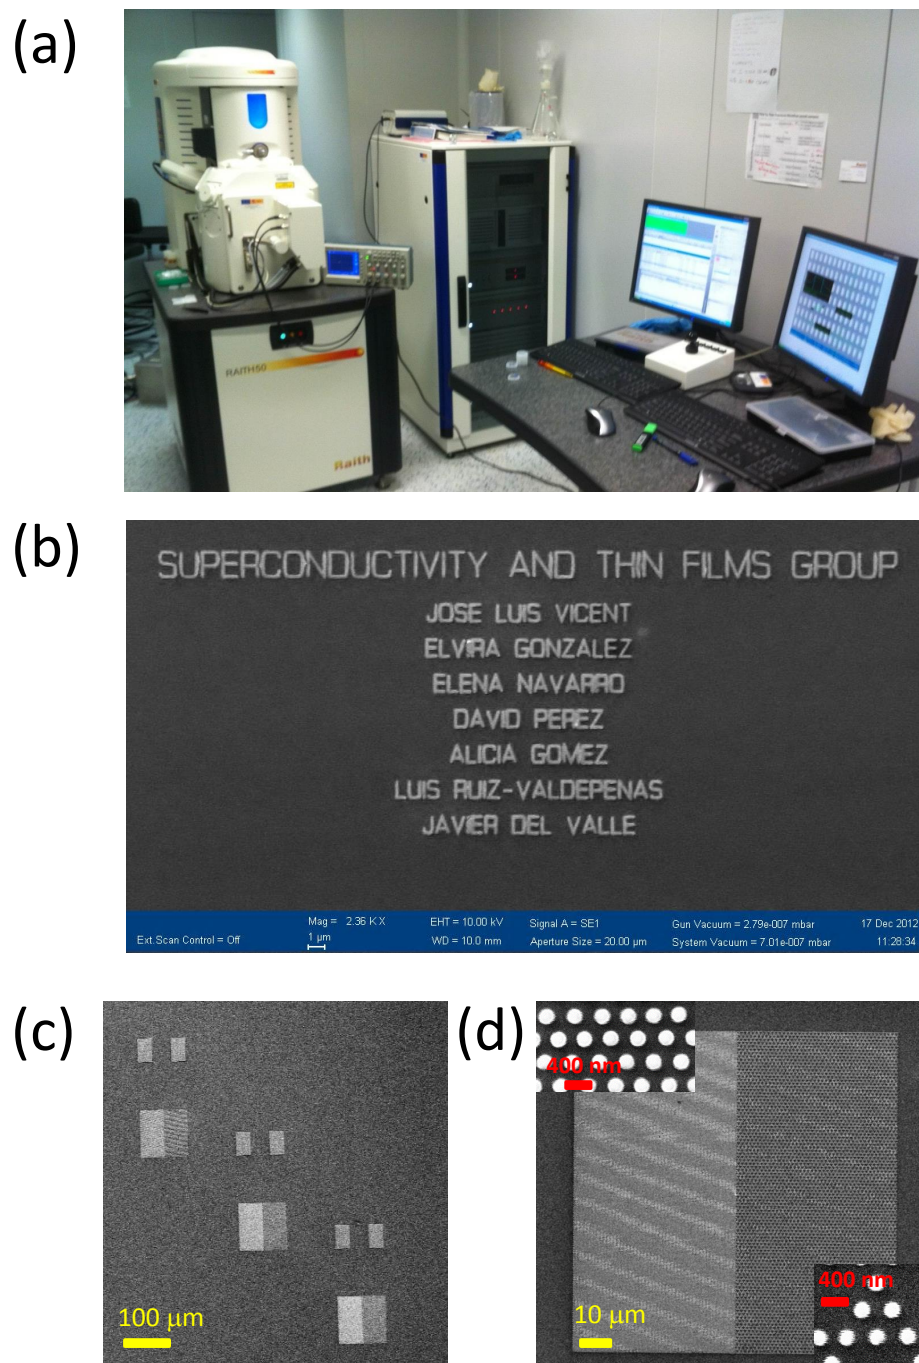 (a)
RAITH50
Raith
(b)
SUPERCONDUCTIVITY AND THIN FILMS GROUP
JOSE LUIS VICENT
ELVIRA GONZALEZ
ELENA NAVARRO
DAVID PEREZ
ALICIA GOMEZ
LUIS RUIZ-VALDEPENAS
JAVIER DEL VALLE
Ext.Scan Control = Off
Mag = 2.36 K X
1 µm
EHT = 10.00 kV
WD = 10.0 mm
Signal A = SE1
Aperture Size = 20.00 µm
Gun Vacuum = 2.79e-007 mbar
System Vacuum = 7.01e-007 mbar
17 Dec 2012
11:28:34
(c)
100 µm
(d)
400 nm
10 µm
400 nm